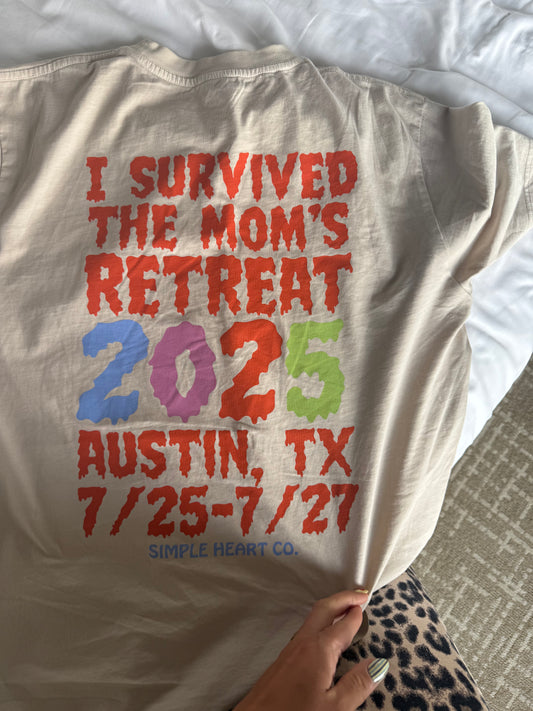 I SURVIVED
THE MOM'S
RETREAT
2025
AUSTIN, TX
7/25-7/27
SIMPLE HEART CO.